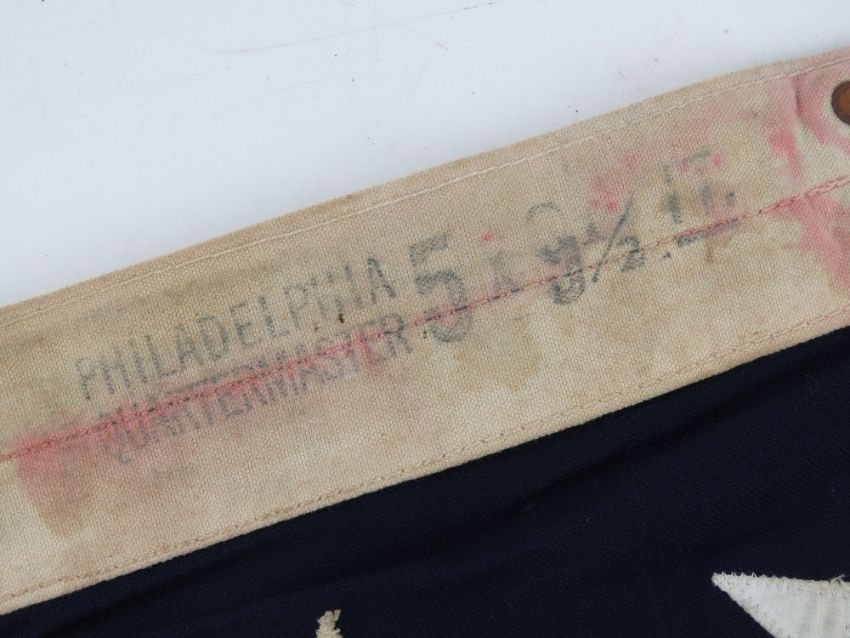 PHILADELPHIA
QUARTERMASTER
5 x 9½ FT.